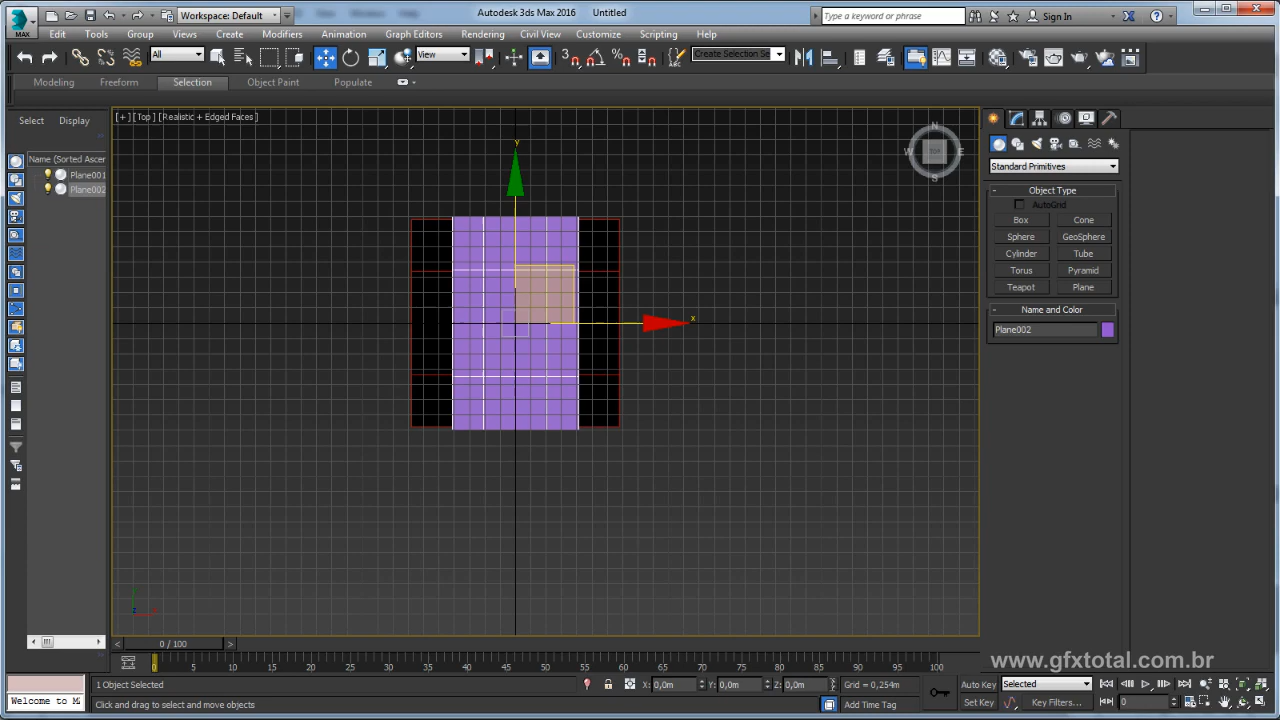 Workspace: Default
Autodesk 3ds Max 2016 Untitled
Type a keyword or phrase
Sign In
MAX
Edit Tools Group Views Create Modifiers Animation Graph Editors Rendering Civil View Customize Scripting Help
All
View
Create Selection Se
Modeling Freeform Selection Object Paint Populate
Select Display
[+] [Top] [Realistic + Edged Faces]
Name (Sorted Ascen
Plane001
Plane002
y
x
N
W
E
S
TOP
Standard Primitives
- Object Type
AutoGrid
Box Cone
Sphere GeoSphere
Cylinder Tube
Torus Pyramid
Teapot Plane
- Name and Color
Plane002
< 0 / 100 >
0 5 10 15 20 25 30 35 40 45 50 55 60 65 70 75 80 85 90 95 100
www.gfxtotal.com.br
1 Object Selected
X: 0,0m Y: 0,0m Z: 0,0m
Grid = 0,254m
Auto Key Selected
Welcome to MA
Click and drag to select and move objects
Add Time Tag
Set Key Key Filters...
0